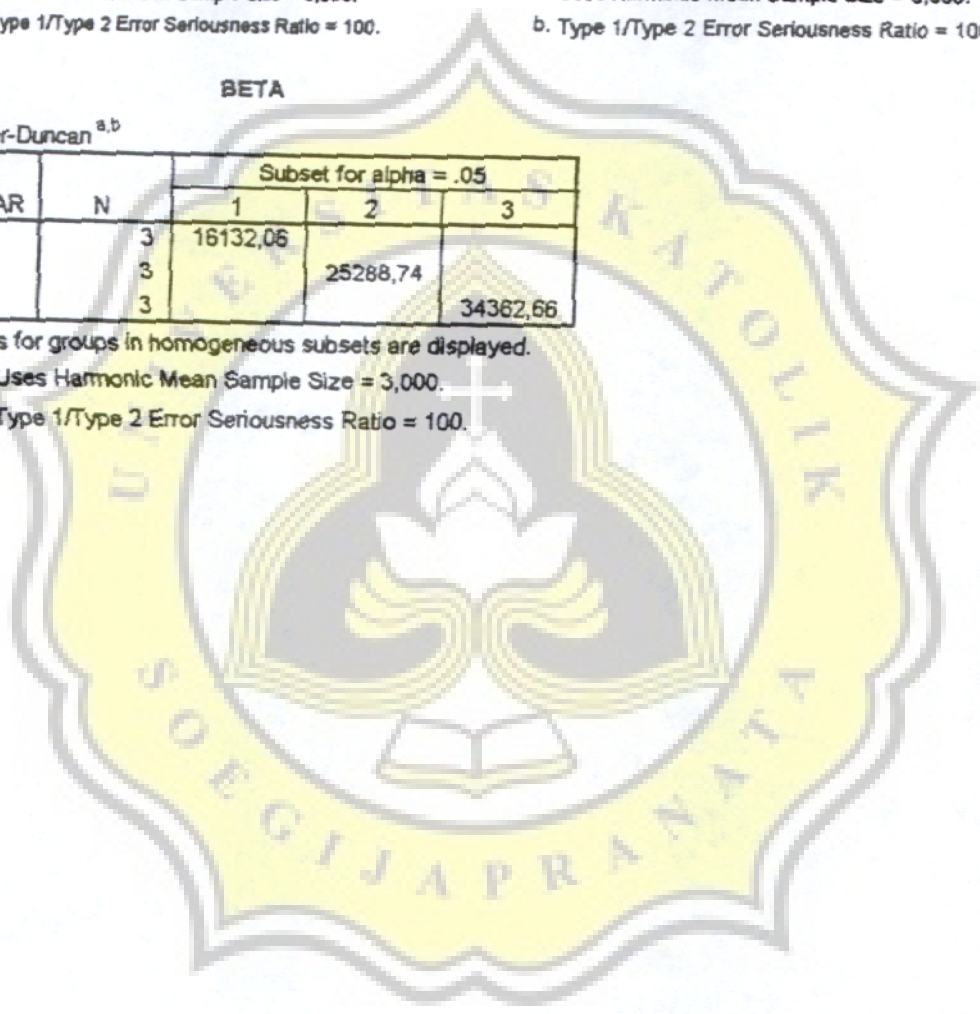 Type 1/Type 2 Error Seriousness Ratio = 100.
b. Type 1/Type 2 Error Seriousness Ratio = 10
BETA
r-Duncan a,b
AR N Subset for alpha = .05
1 2 3
3 16132,06
3 25288,74
3 34362,66
s for groups in homogeneous subsets are displayed.
Uses Harmonic Mean Sample Size = 3,000.
Type 1/Type 2 Error Seriousness Ratio = 100.
UNIVERSITAS KATOLIK
SOEGIJAPRANATA